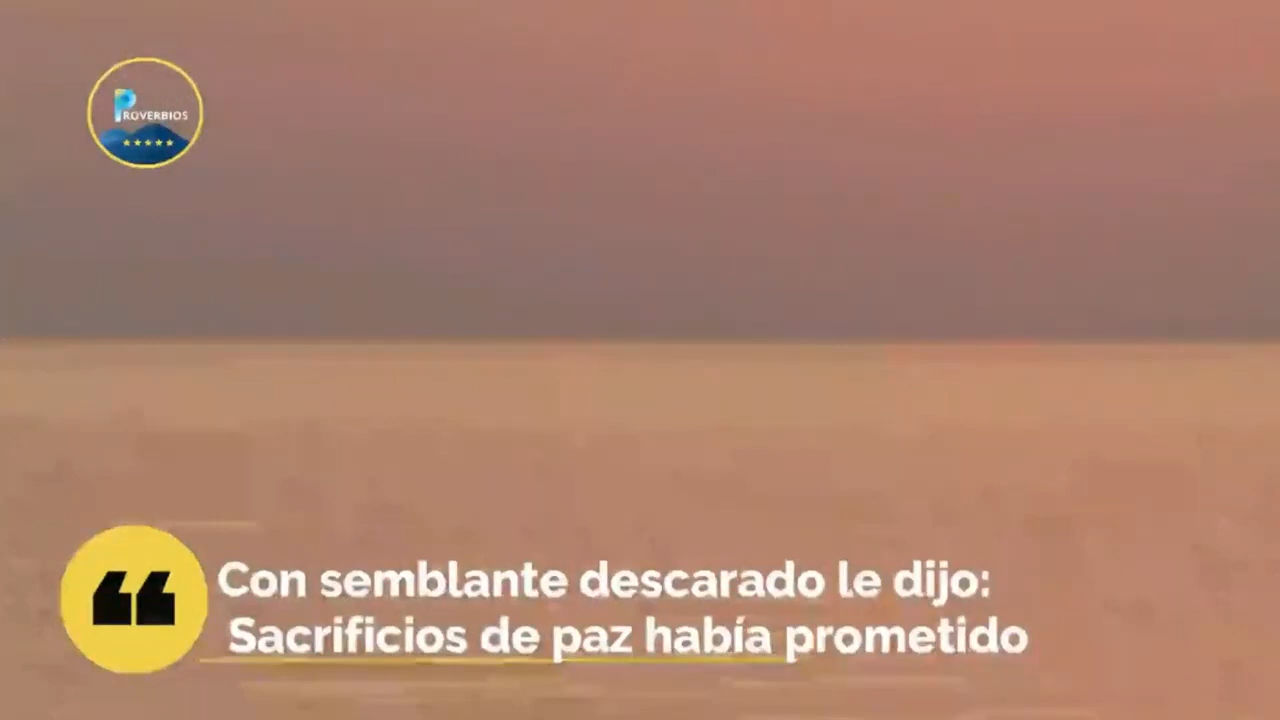 PROVERBIOS
Con semblante descarado le dijo:
Sacrificios de paz había prometido